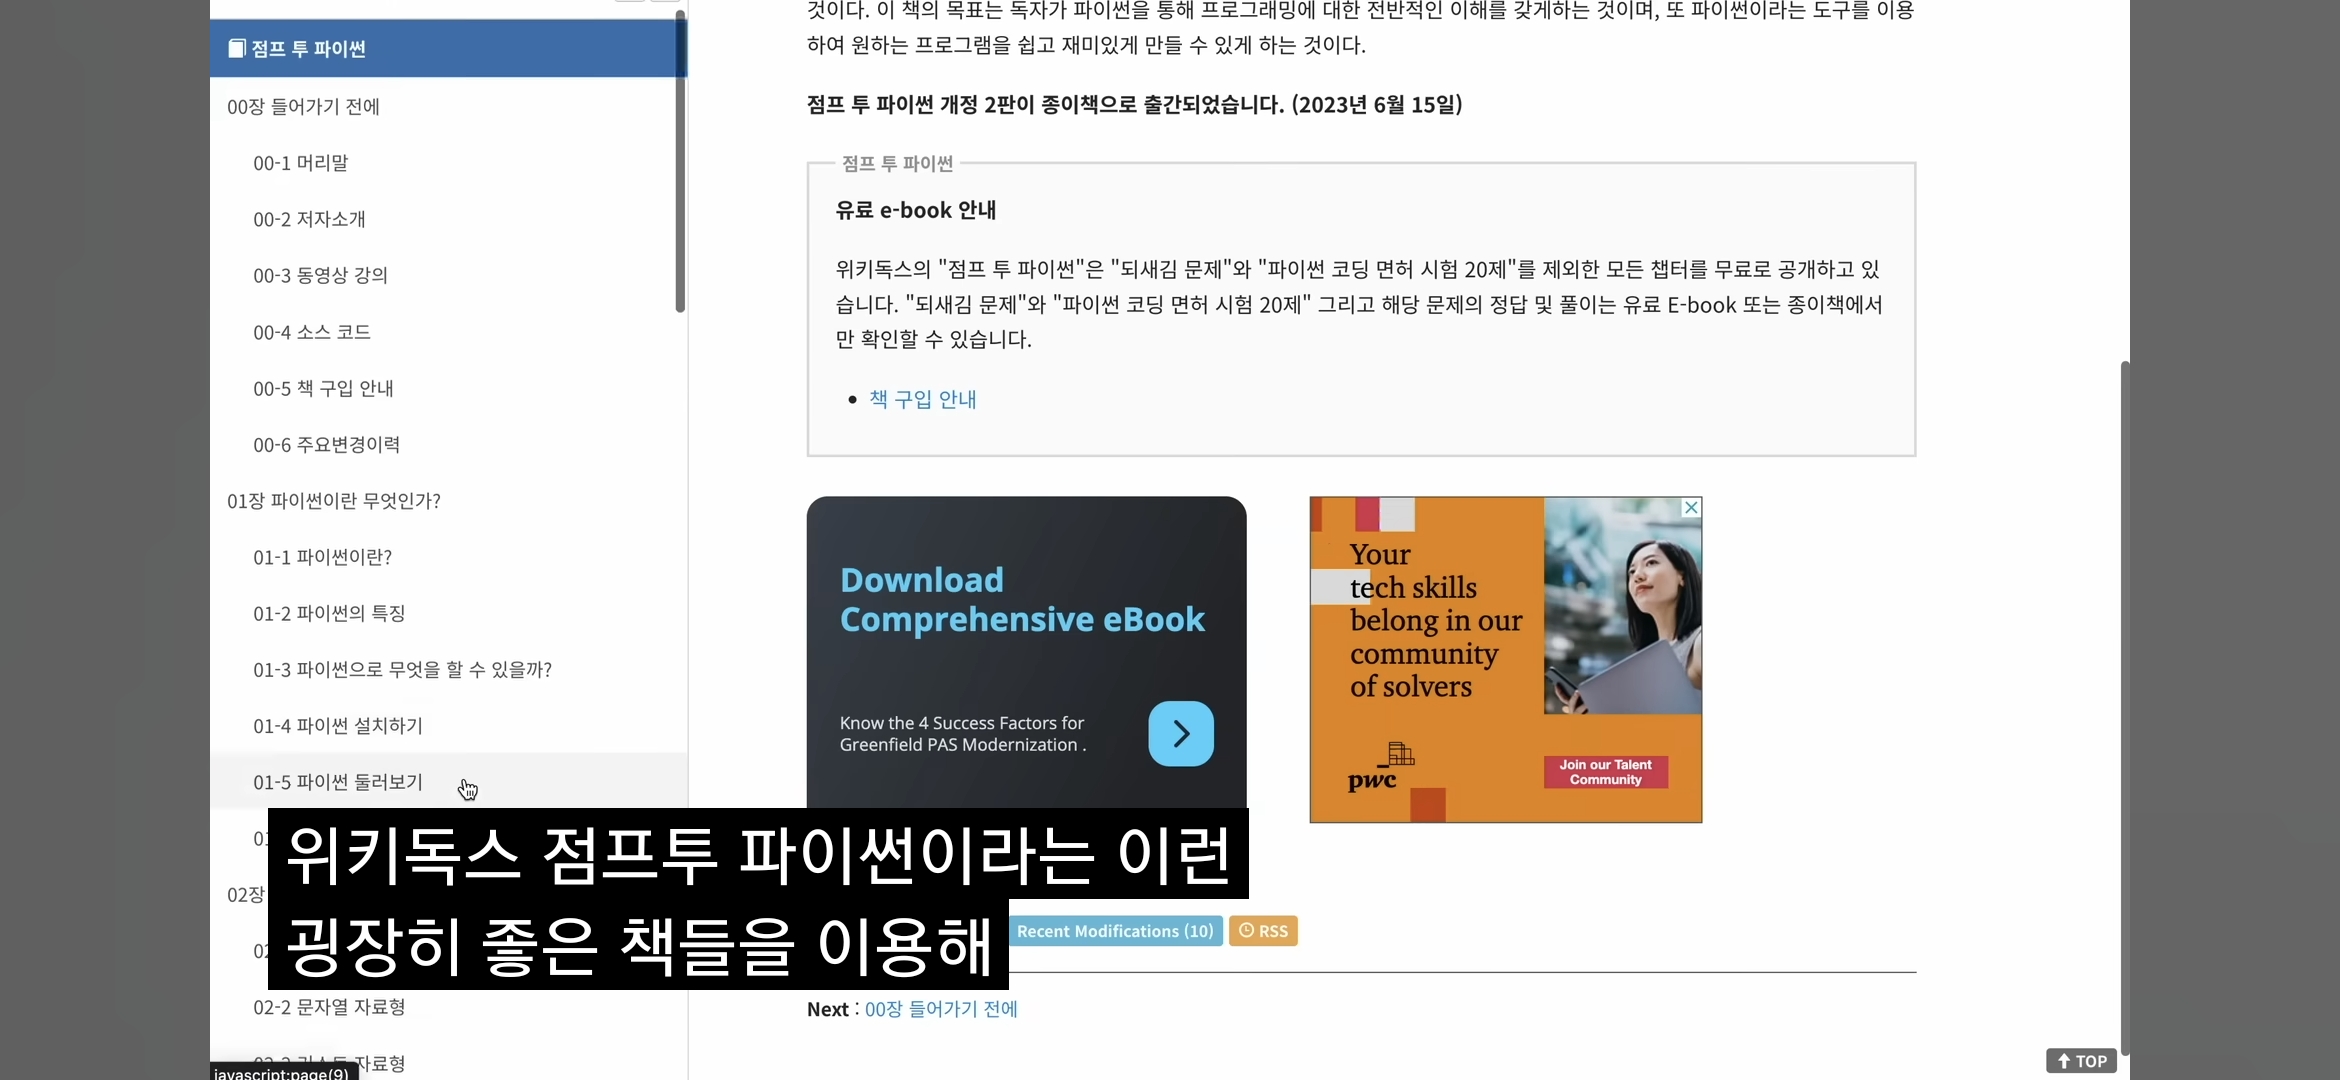 점프 투 파이썬
00장 들어가기 전에
00-1 머리말
00-2 저자소개
00-3 동영상 강의
00-4 소스 코드
00-5 책 구입 안내
00-6 주요변경이력
01장 파이썬이란 무엇인가?
01-1 파이썬이란?
01-2 파이썬의 특징
01-3 파이썬으로 무엇을 할 수 있을까?
01-4 파이썬 설치하기
01-5 파이썬 둘러보기
02장
02-2 문자열 자료형
자료형
javascript:page(9)
것이다. 이 책의 목표는 독자가 파이썬을 통해 프로그래밍에 대한 전반적인 이해를 갖게하는 것이며, 또 파이썬이라는 도구를 이용
하여 원하는 프로그램을 쉽고 재미있게 만들 수 있게 하는 것이다.
점프 투 파이썬 개정 2판이 종이책으로 출간되었습니다. (2023년 6월 15일)
점프 투 파이썬
유료 e-book 안내
위키독스의 "점프 투 파이썬"은 "되새김 문제"와 "파이썬 코딩 면허 시험 20제"를 제외한 모든 챕터를 무료로 공개하고 있
습니다. "되새김 문제"와 "파이썬 코딩 면허 시험 20제" 그리고 해당 문제의 정답 및 풀이는 유료 E-book 또는 종이책에서
만 확인할 수 있습니다.
책 구입 안내
Download
Comprehensive eBook
Know the 4 Success Factors for
Greenfield PAS Modernization .
Your
tech skills
belong in our
community
of solvers
pwc
Join our Talent
Community
위키독스 점프투 파이썬이라는 이런
굉장히 좋은 책들을 이용해
Recent Modifications (10)
RSS
Next : 00장 들어가기 전에
TOP